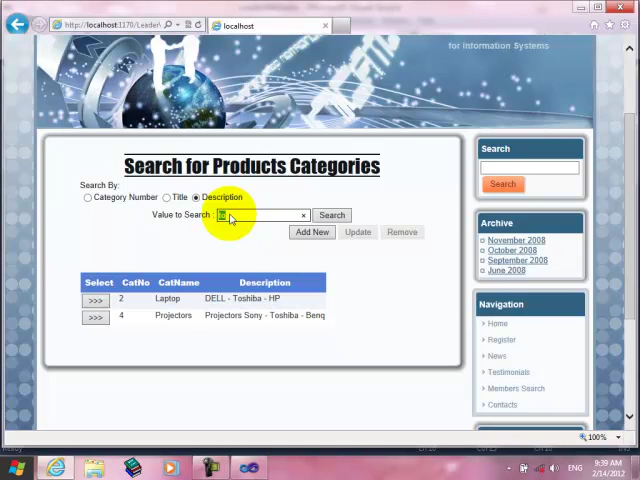 http://localhost:1170/Leader
localhost
for Information Systems
Search for Products Categories
Search By:
Category Number Title Description
Value to Search : × Search
Add New Update Remove
Select CatNo CatName Description
>>> 2 Laptop DELL - Toshiba - HP
>>> 4 Projectors Projectors Sony - Toshiba - Benq
Search
Search
Archive
November 2008
October 2008
September 2008
June 2008
Navigation
Home
Register
News
Testimonials
Members Search
Contacts
100%
ENG
9:39 AM
2/14/2012